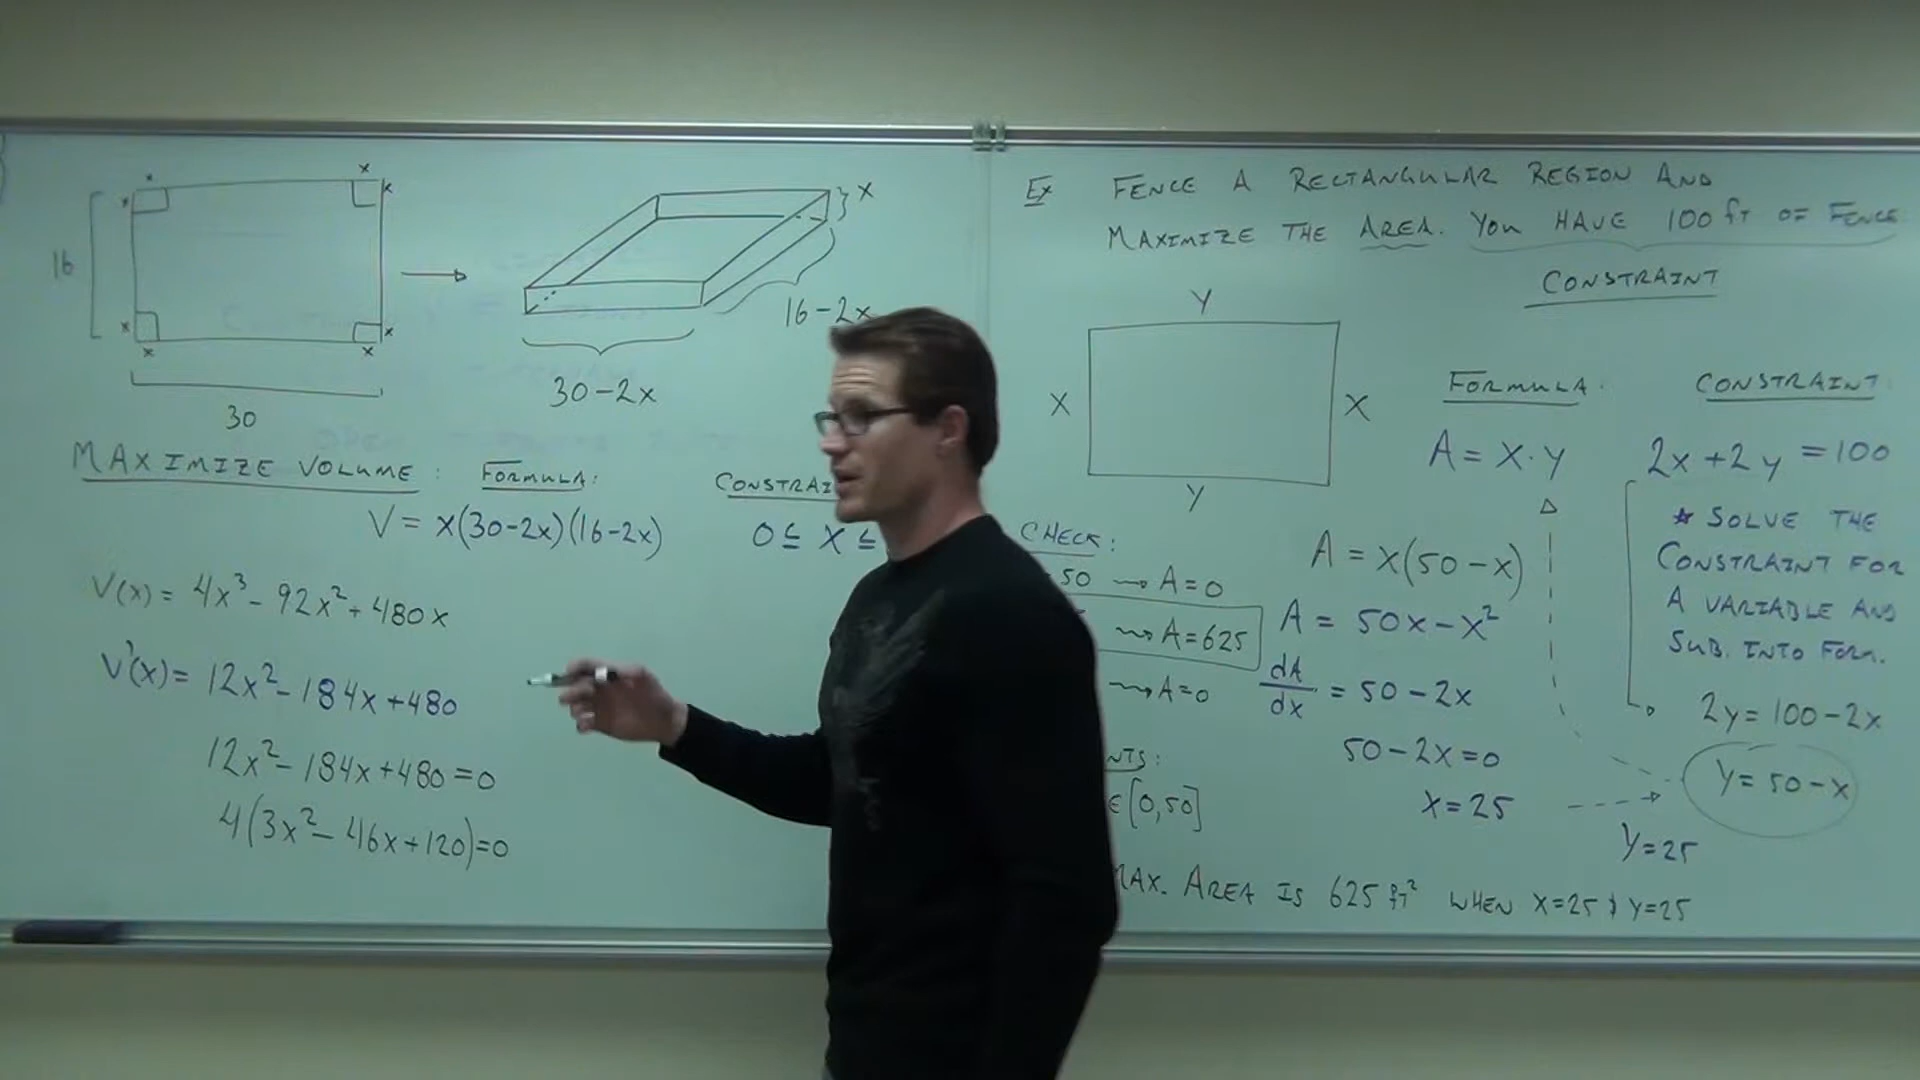 x x
x x
16
x x
x x
30
x
16-2x
30-2x
MAXIMIZE VOLUME: FORMULA: CONSTRAI
V = x(30-2x)(16-2x) 0 ≤ x ≤
V(x) = 4x³ - 92x² + 480x
V'(x) = 12x² - 184x + 480
12x² - 184x + 480 = 0
4(3x² - 46x + 120) = 0
Ex FENCE A RECTANGULAR REGION AND
MAXIMIZE THE AREA. YOU HAVE 100 ft OF FENCE
CONSTRAINT
Y
X X
Y
FORMULA: CONSTRAINT:
A = X·Y 2x + 2y = 100
CHECK:
50 → A=0
→ A=625
→ A=0
NTS:
∈ [0,50]
A = X(50-X)
A = 50x - x²
dA/dx = 50 - 2x
50 - 2x = 0
x = 25
★ SOLVE THE
CONSTRAINT FOR
A VARIABLE AND
SUB. INTO FORM.
2y = 100 - 2x
Y = 50 - x
Y = 25
MAX. AREA IS 625 ft² WHEN X=25 & Y=25